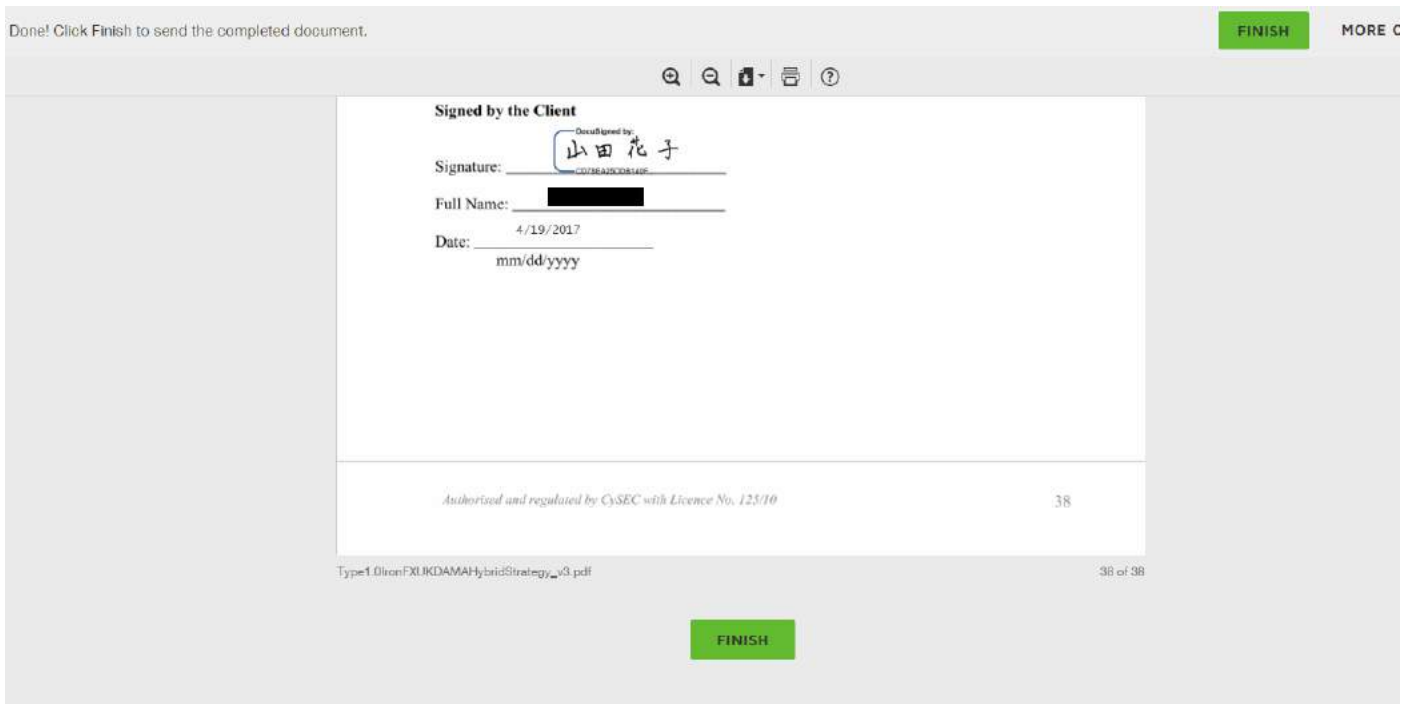 Done! Click Finish to send the completed document.
FINISH
MORE
Signed by the Client
DocuSigned by:
山田花子
Signature:
Full Name:
4/19/2017
Date:
mm/dd/yyyy
Authorised and regulated by CySEC with Licence No. 125/10
38
Type1.0IronFXUKDAMAHybridStrategy_v3.pdf
38 of 38
FINISH